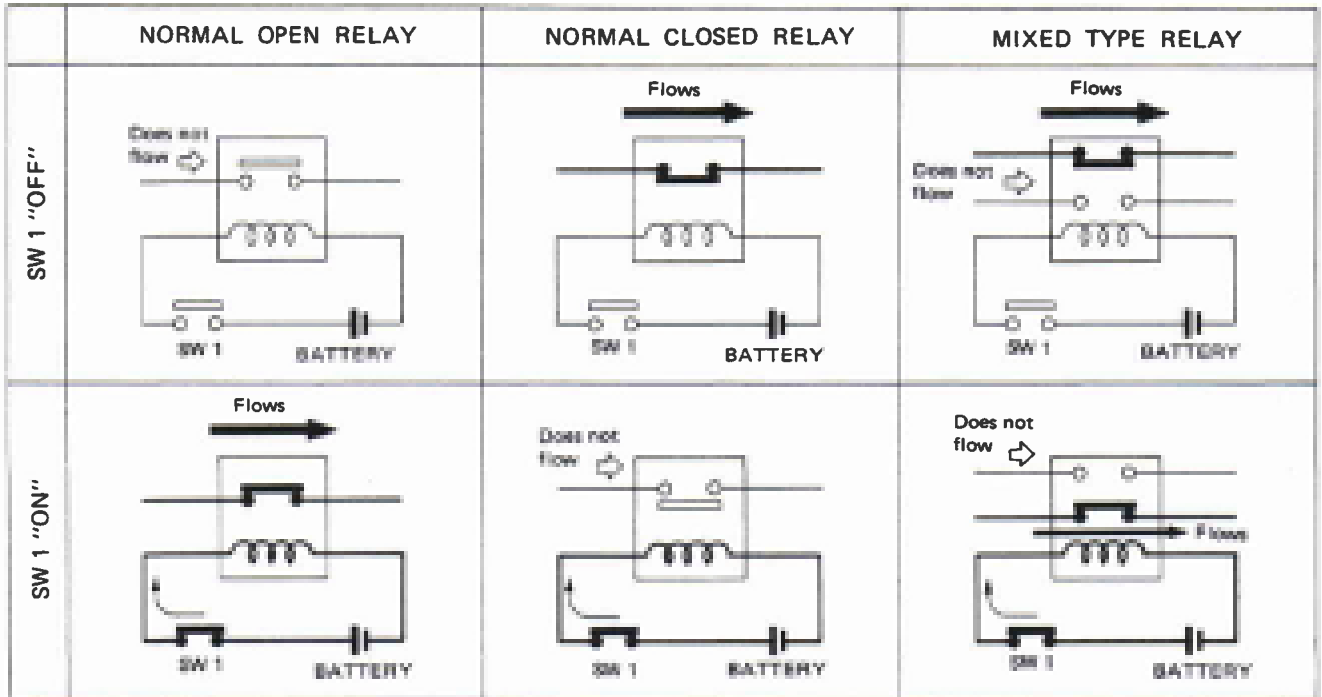 NORMAL OPEN RELAY
NORMAL CLOSED RELAY
MIXED TYPE RELAY
SW 1 "OFF"
Does not
flow
SW 1
BATTERY
Flows
SW 1
BATTERY
Flows
Does not
flow
SW 1
BATTERY
SW 1 "ON"
Flows
SW 1
BATTERY
Does not
flow
SW 1
BATTERY
Does not
flow
Flows
SW 1
BATTERY